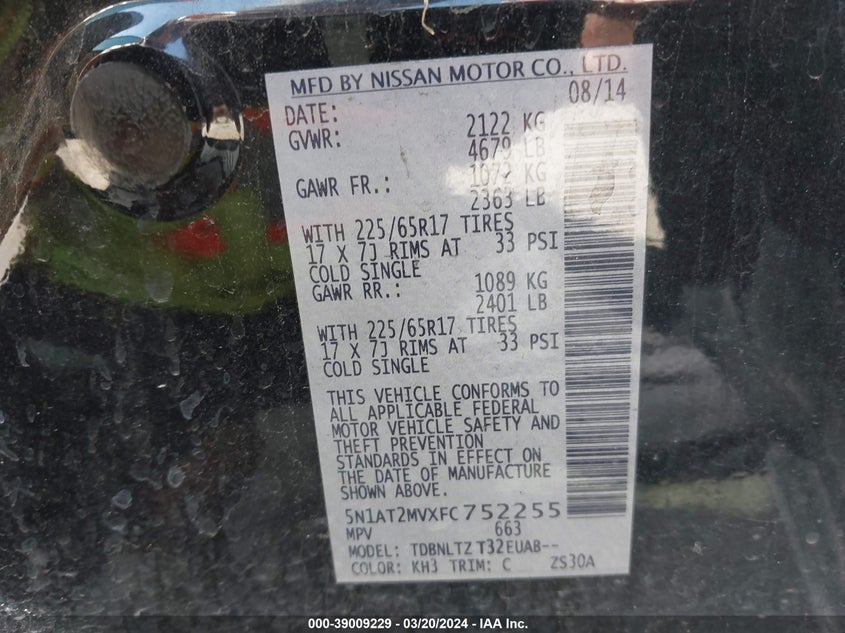 MFD BY NISSAN MOTOR CO., LTD.
DATE: 08/14
GVWR: 2122 KG
4679 LB
GAWR FR.: 1072 KG
2363 LB
WITH 225/65R17 TIRES
17 X 7J RIMS AT 33 PSI
COLD SINGLE
GAWR RR.: 1089 KG
2401 LB
WITH 225/65R17 TIRES
17 X 7J RIMS AT 33 PSI
COLD SINGLE
THIS VEHICLE CONFORMS TO
ALL APPLICABLE FEDERAL
MOTOR VEHICLE SAFETY AND
THEFT PREVENTION
STANDARDS IN EFFECT ON
THE DATE OF MANUFACTURE
SHOWN ABOVE.
5N1AT2MVXFC752255
MPV 663
MODEL: TDBNLTZ T32EUAB--
COLOR: KH3 TRIM: C ZS30A
000-39009229 - 03/20/2024 - IAA Inc.